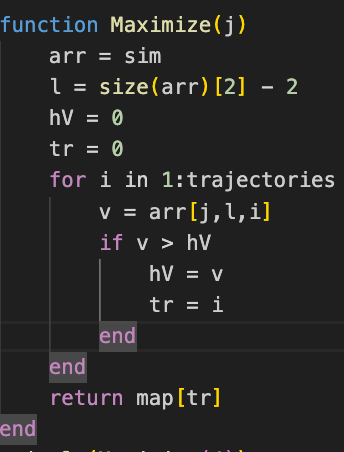 function Maximize(j)
    arr = sim
    l = size(arr)[2] - 2
    hV = 0
    tr = 0
    for i in 1:trajectories
        v = arr[j,l,i]
        if v > hV
            hV = v
            tr = i
        end
    end
    return map[tr]
end